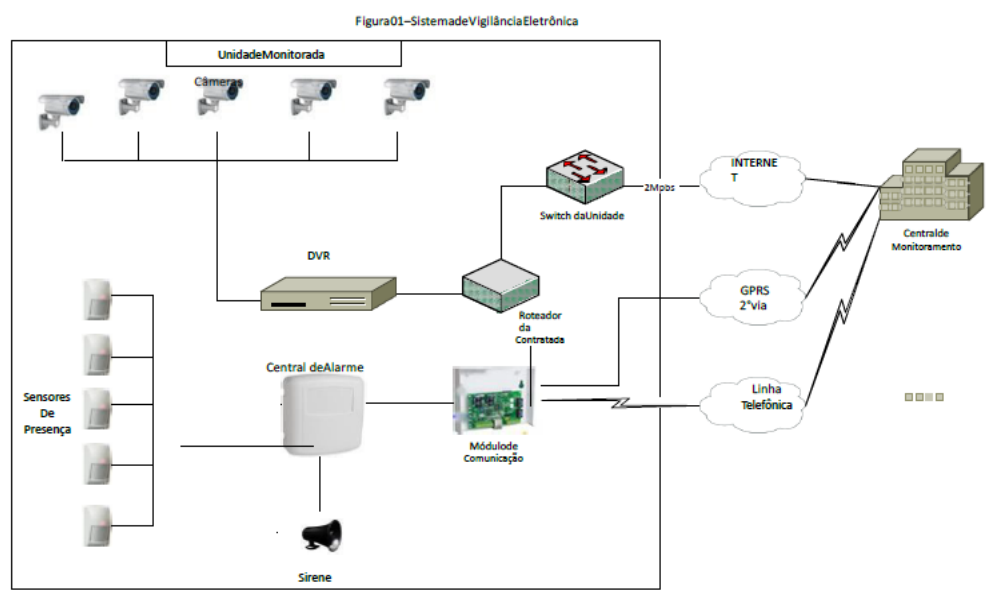 Figura01–SistemadeVigilânciaEletrônica
UnidadeMonitorada
Câmeras
INTERNE
T
2Mpbs
Switch daUnidade
Centralde
Monitoramento
DVR
GPRS
2°via
Roteador
da
Contratada
Central deAlarme
Sensores
De
Presença
Linha
Telefônica
Módulode
Comunicação
Sirene